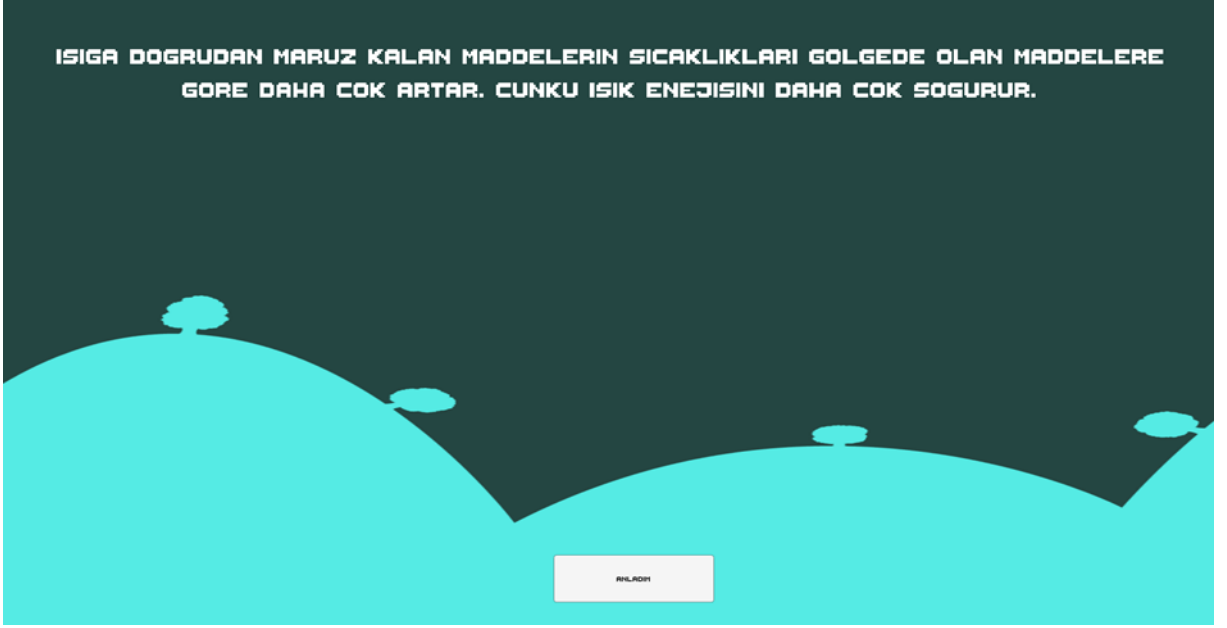 ISIGA DOGRUDAN MARUZ KALAN MADDELERIN SICAKLIKLARI GOLGEDE OLAN MADDELERE
GORE DAHA COK ARTAR. CUNKU ISIK ENEJISINI DAHA COK SOGURUR.
ANLADIM